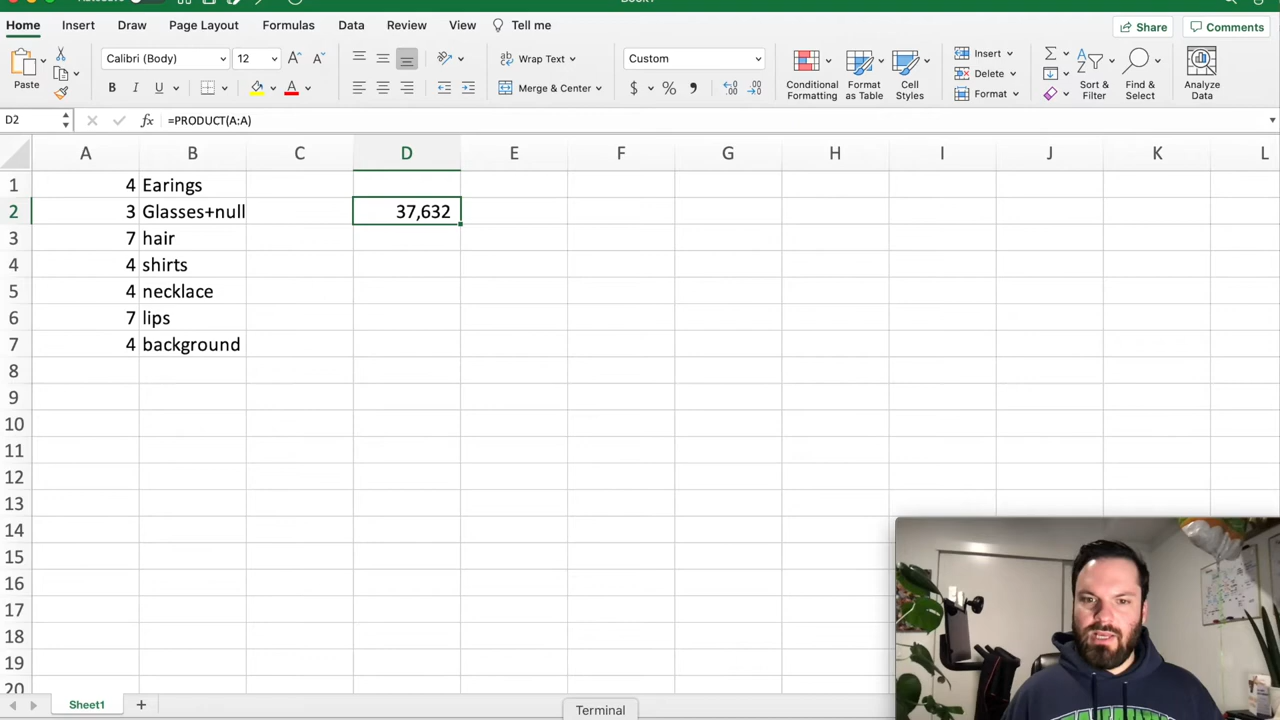 Home Insert Draw Page Layout Formulas Data Review View Tell me Share Comments
Paste Calibri (Body) 12 Wrap Text Merge & Center Custom Conditional Formatting Format as Table Cell Styles Insert Delete Format Sort & Filter Find & Select Analyze Data
B I U A $ %
D2 fx =PRODUCT(A:A)
A B C D E F G H I J K L
1 4 Earings
2 3 Glasses+null 37,632
3 7 hair
4 4 shirts
5 4 necklace
6 7 lips
7 4 background
8
9
10
11
12
13
14
15
16
17
18
19
20
Sheet1 +
Terminal